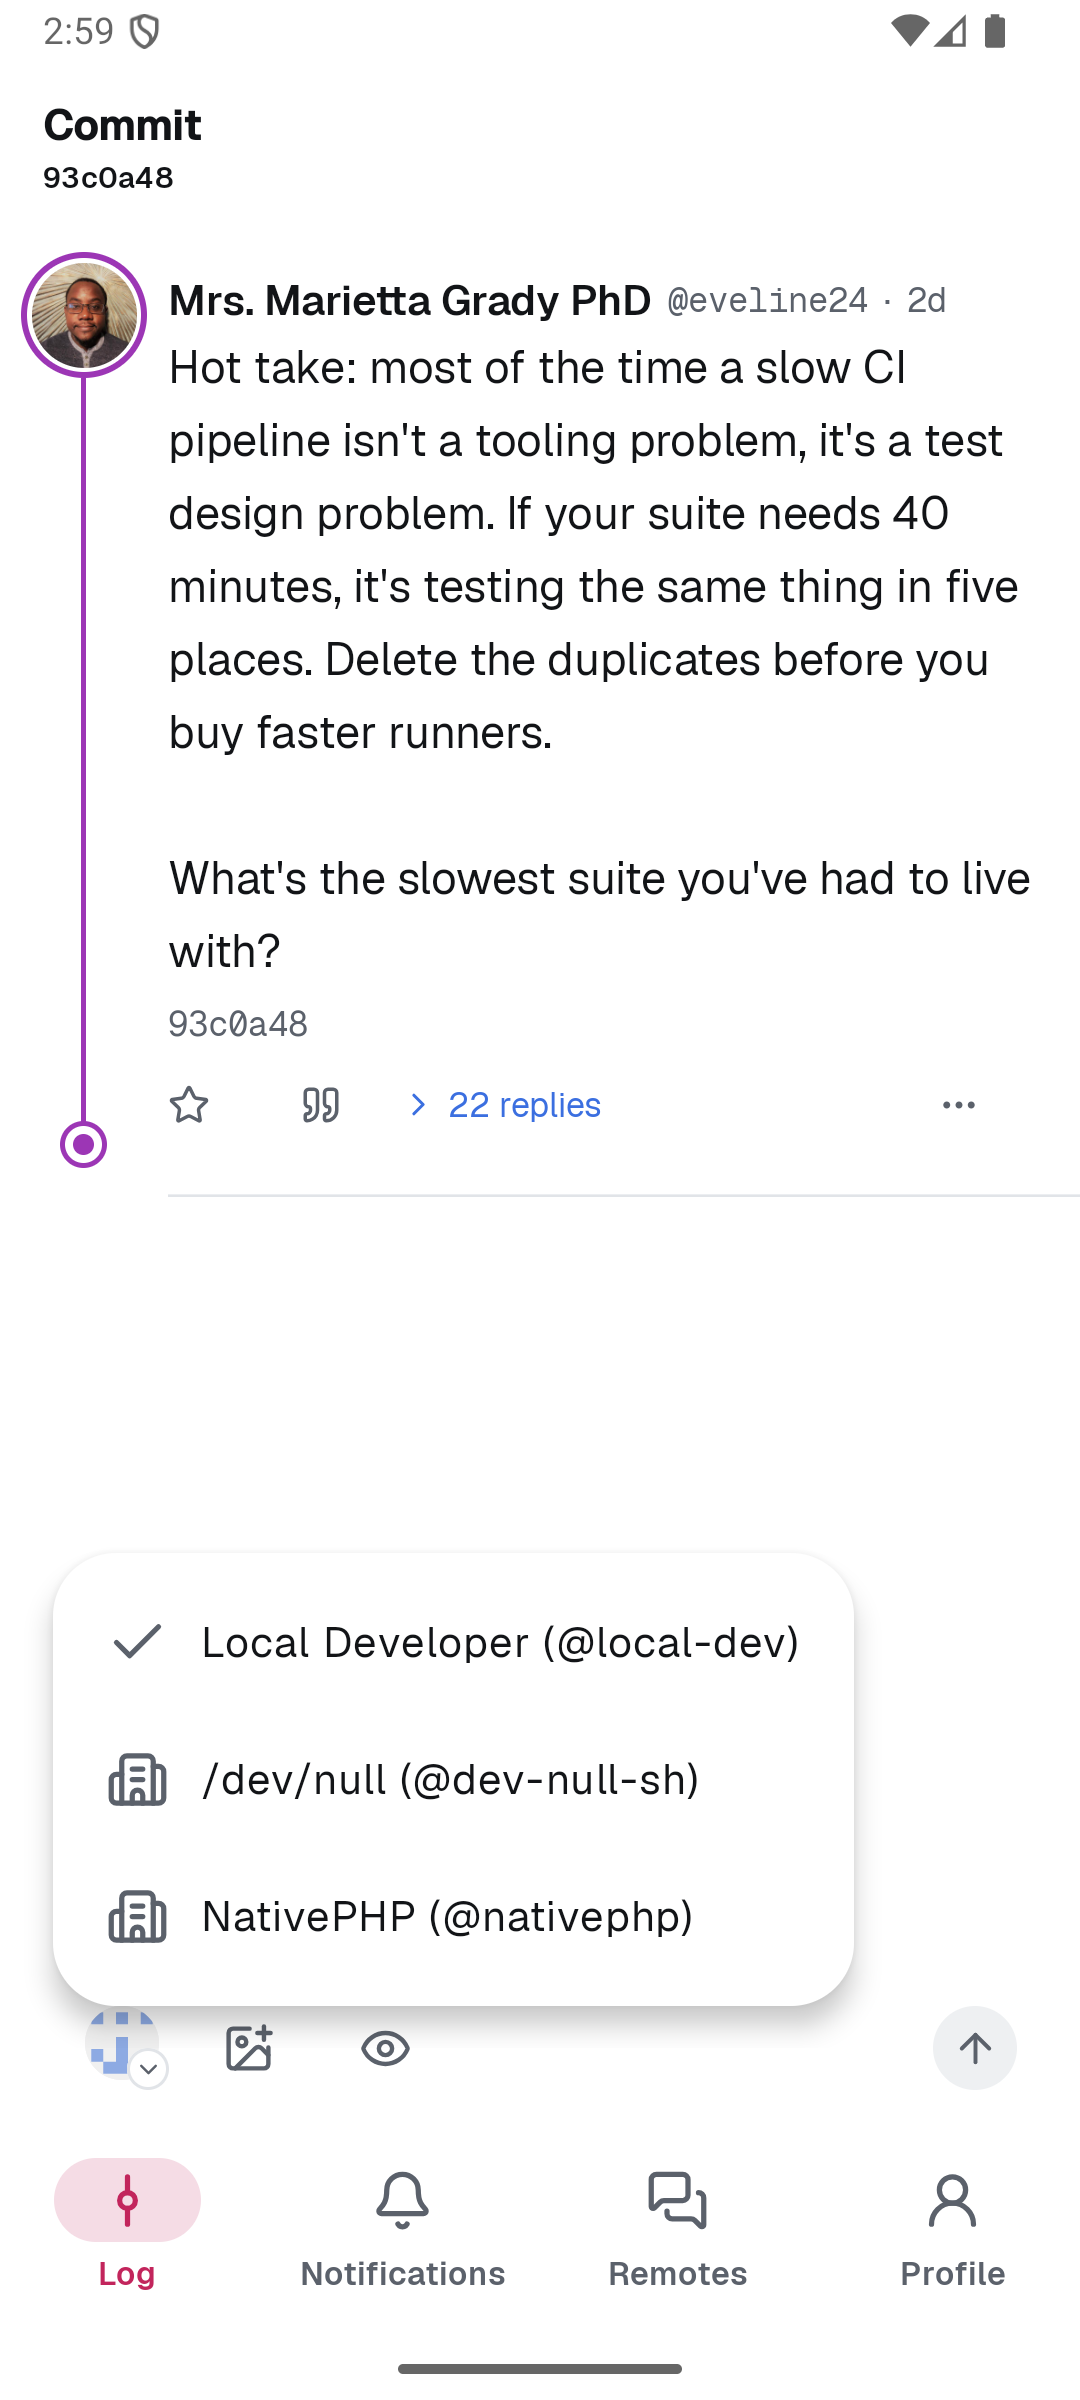 2:59
Commit
93c0a48
Mrs. Marietta Grady PhD @eveline24 · 2d
Hot take: most of the time a slow CI
pipeline isn't a tooling problem, it's a test
design problem. If your suite needs 40
minutes, it's testing the same thing in five
places. Delete the duplicates before you
buy faster runners.
What's the slowest suite you've had to live
with?
93c0a48
22 replies
Local Developer (@local-dev)
/dev/null (@dev-null-sh)
NativePHP (@nativephp)
Log
Notifications
Remotes
Profile